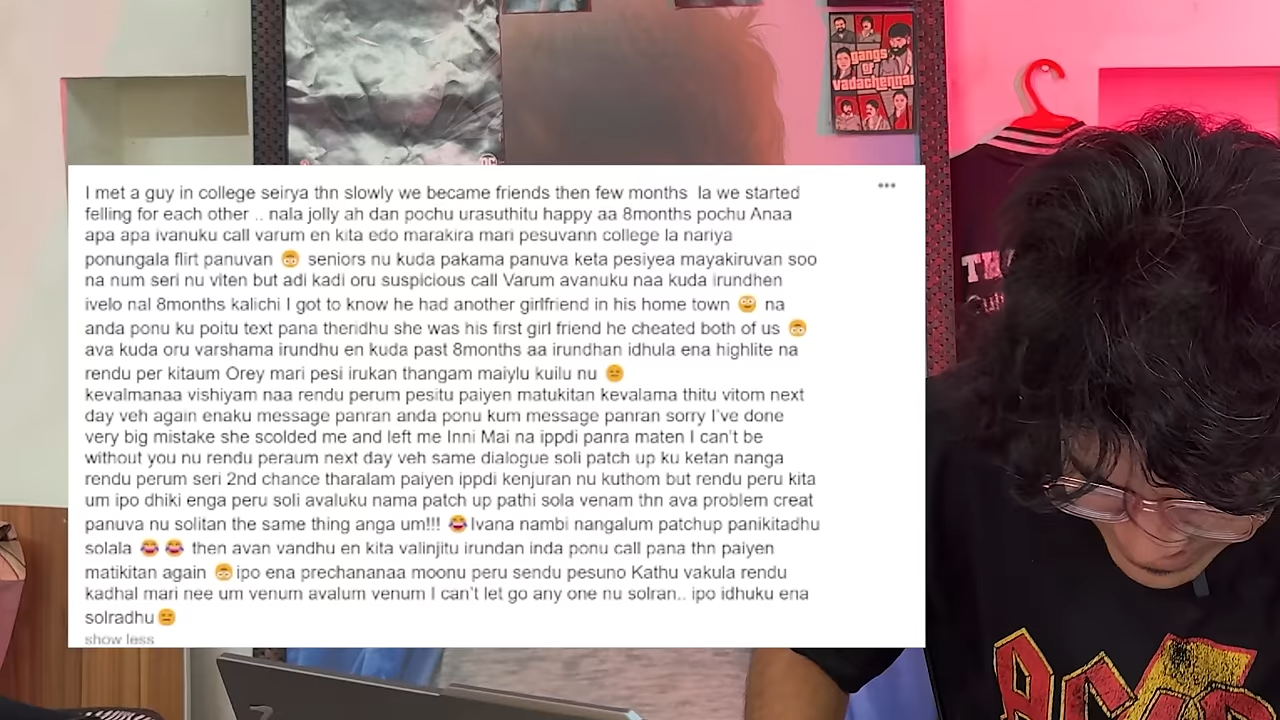 gangs
of
vadachennai
DC
I met a guy in college seirya thn slowly we became friends then few months la we started
felling for each other .. nala jolly ah dan pochu urasuthitu happy aa 8months pochu Anaa
apa apa ivanuku call varum en kita edo marakira mari pesuvann college la nariya
ponungala flirt panuvan 😳 seniors nu kuda pakama panuva keta pesiyea mayakiruvan soo
na num seri nu viten but adi kadi oru suspicious call Varum avanuku naa kuda irundhen
ivelo nal 8months kalichi I got to know he had another girlfriend in his home town 🙂 na
anda ponu ku poitu text pana theridhu she was his first girl friend he cheated both of us 😳
ava kuda oru varshama irundhu en kuda past 8months aa irundhan idhula ena highlite na
rendu per kitaum Orey mari pesi irukan thangam maiylu kuilu nu 😑
kevalmanaa vishiyam naa rendu perum pesitu paiyen matukitan kevalama thitu vitom next
day veh again enaku message panran anda ponu kum message panran sorry I've done
very big mistake she scolded me and left me Inni Mai na ippdi panra maten I can't be
without you nu rendu peraum next day veh same dialogue soli patch up ku ketan nanga
rendu perum seri 2nd chance tharalam paiyen ippdi kenjuran nu kuthom but rendu peru kita
um ipo dhiki enga peru soli avaluku nama patch up pathi sola venam thn ava problem creat
panuva nu solitan the same thing anga um!!! 😂Ivana nambi nangalum patchup panikitadhu
solala 😂 😂 then avan vandhu en kita valinjitu irundan inda ponu call pana thn paiyen
matikitan again 😳ipo ena prechananaa moonu peru sendu pesuno Kathu vakula rendu
kadhal mari nee um venum avalum venum I can't let go any one nu solran.. ipo idhuku ena
solradhu😑
show less